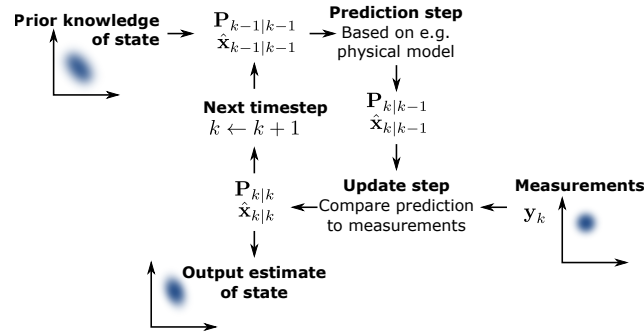 Prior knowledge
of state
P_{k−1|k−1}
x̂_{k−1|k−1}
Prediction step
Based on e.g.
physical model
Next timestep
k ← k + 1
P_{k|k−1}
x̂_{k|k−1}
P_{k|k}
x̂_{k|k}
Update step
Compare prediction
to measurements
Measurements
y_k
Output estimate
of state